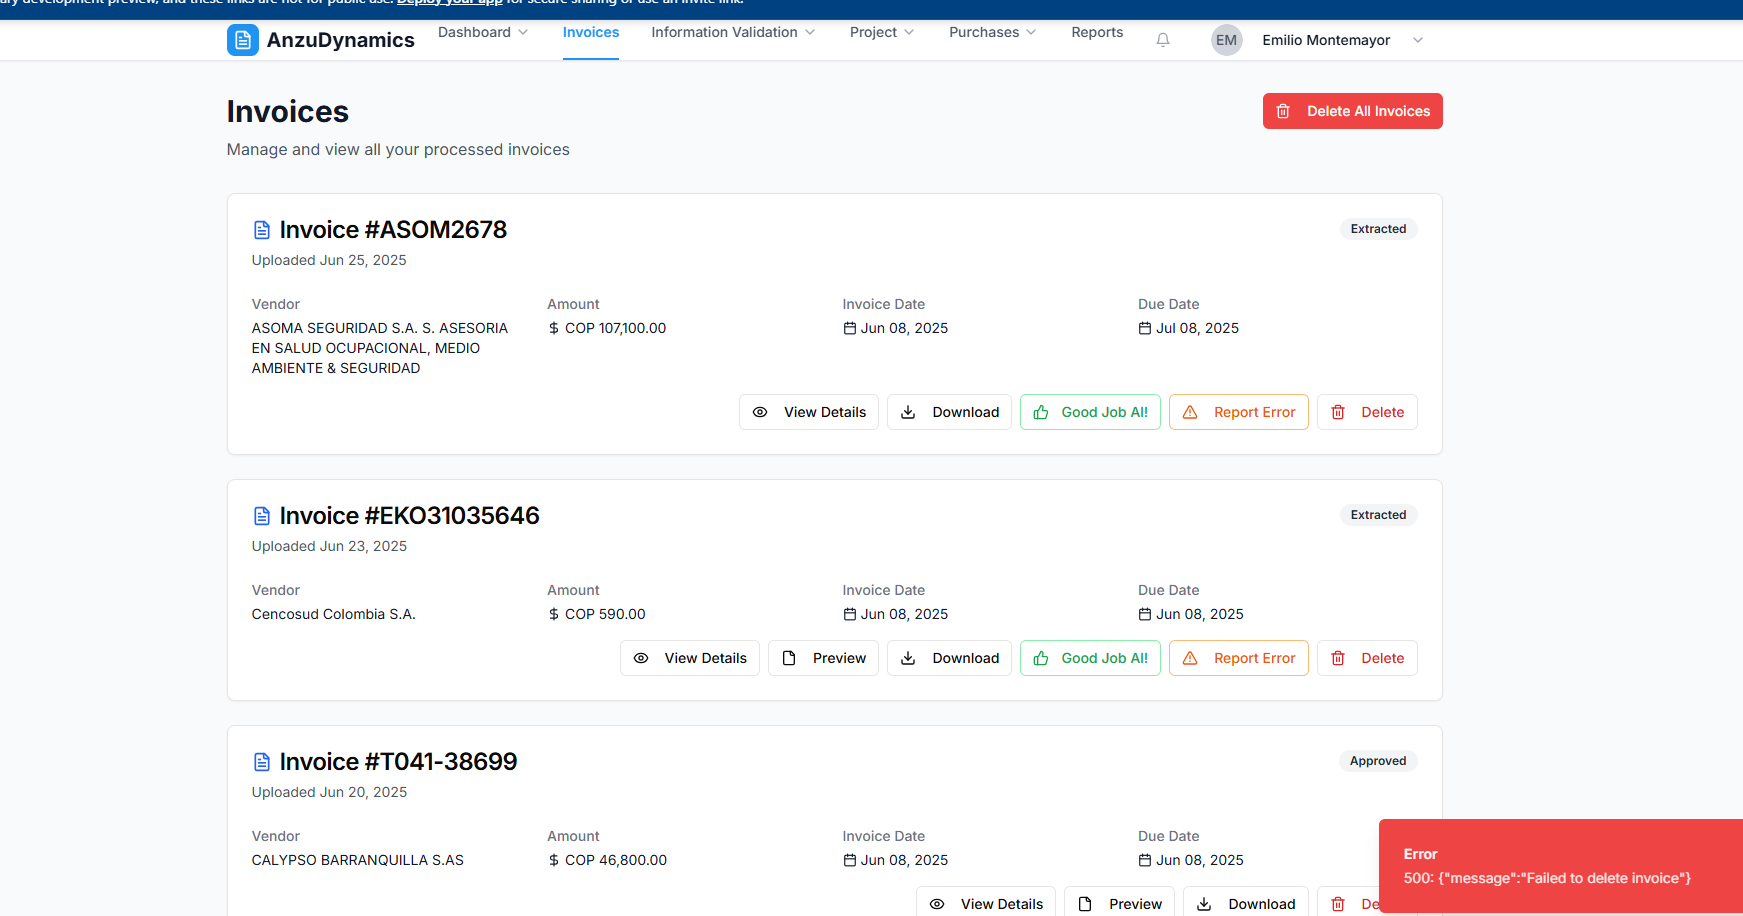 development preview, and these links are not for public use. Deploy your app for secure sharing or use an invite link.
AnzuDynamics
Dashboard
Invoices
Information Validation
Project
Purchases
Reports
EM
Emilio Montemayor
Invoices
Delete All Invoices
Manage and view all your processed invoices
Invoice #ASOM2678
Extracted
Uploaded Jun 25, 2025
Vendor
Amount
Invoice Date
Due Date
ASOMA SEGURIDAD S.A. S. ASESORIA
EN SALUD OCUPACIONAL, MEDIO
AMBIENTE & SEGURIDAD
$ COP 107,100.00
Jun 08, 2025
Jul 08, 2025
View Details
Download
Good Job AI!
Report Error
Delete
Invoice #EKO31035646
Extracted
Uploaded Jun 23, 2025
Vendor
Amount
Invoice Date
Due Date
Cencosud Colombia S.A.
$ COP 590.00
Jun 08, 2025
Jun 08, 2025
View Details
Preview
Download
Good Job AI!
Report Error
Delete
Invoice #T041-38699
Approved
Uploaded Jun 20, 2025
Vendor
Amount
Invoice Date
Due Date
CALYPSO BARRANQUILLA S.AS
$ COP 46,800.00
Jun 08, 2025
Jun 08, 2025
View Details
Preview
Download
De
Error
500: {"message":"Failed to delete invoice"}